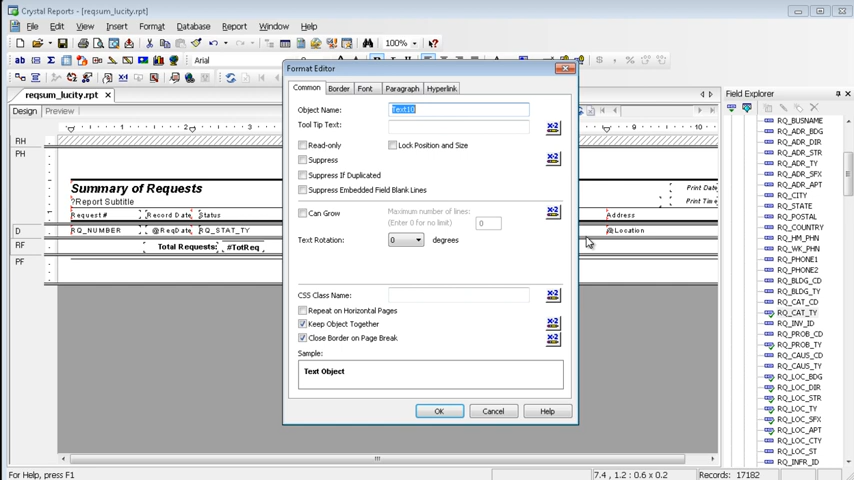 Crystal Reports - [reqsum_lucity.rpt]
File Edit View Insert Format Database Report Window Help
100%
Arial
reqsum_lucity.rpt
Design Preview
RH
PH
Summary of Requests
?Report Subtitle
Request # Record Date Status
D RQ_NUMBER @ReqDate RQ_STAT_TY
RF Total Requests: #TotReq
PF
Format Editor
Common Border Font Paragraph Hyperlink
Object Name: Text10
Tool Tip Text:
Read-only Lock Position and Size
Suppress
Suppress If Duplicated
Suppress Embedded Field Blank Lines
Can Grow Maximum number of lines:
(Enter 0 for no limit) 0
Text Rotation: 0 degrees
CSS Class Name:
Repeat on Horizontal Pages
Keep Object Together
Close Border on Page Break
Sample:
Text Object
OK Cancel Help
Print Date
Print Time
Address
@Location
Field Explorer
RQ_BUSNAME
RQ_ADR_BDG
RQ_ADR_DIR
RQ_ADR_STR
RQ_ADR_TY
RQ_ADR_SFX
RQ_ADR_APT
RQ_CITY
RQ_STATE
RQ_POSTAL
RQ_COUNTRY
RQ_HM_PHN
RQ_WK_PHN
RQ_PHONE1
RQ_PHONE2
RQ_BLDG_CD
RQ_BLDG_TY
RQ_CAT_CD
RQ_CAT_TY
RQ_INV_ID
RQ_PROB_CD
RQ_PROB_TY
RQ_CAUS_CD
RQ_CAUS_TY
RQ_LOC_BDG
RQ_LOC_DIR
RQ_LOC_STR
RQ_LOC_TY
RQ_LOC_SFX
RQ_LOC_APT
RQ_LOC_CTY
RQ_LOC_ST
RQ_INFR_ID
For Help, press F1 7.4 , 1.2 : 0.6 x 0.2 Records: 17182